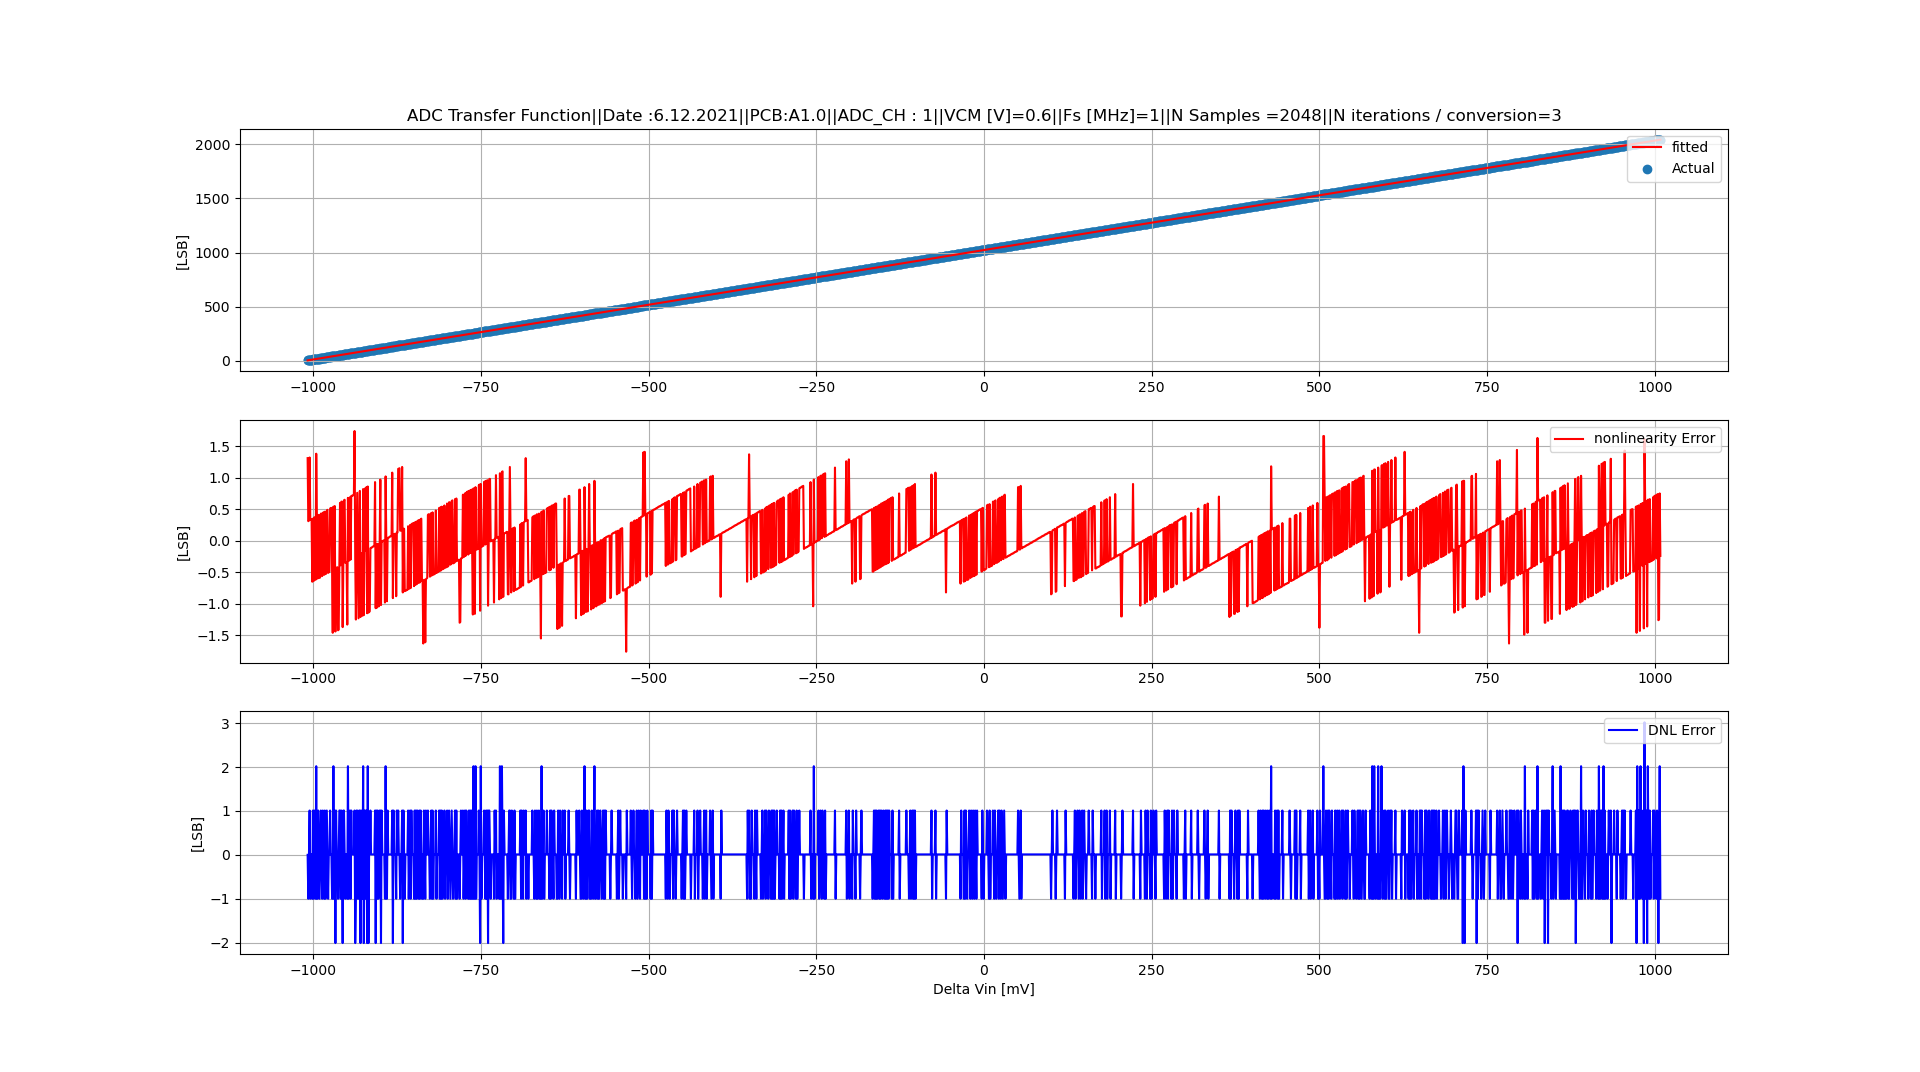 ADC Transfer Function||Date :6.12.2021||PCB:A1.0||ADC_CH : 1||VCM [V]=0.6||Fs [MHz]=1||N Samples =2048||N iterations / conversion=3
2000
1500
1000
500
0
[LSB]
fitted
Actual
−1000 −750 −500 −250 0 250 500 750 1000
1.5
1.0
0.5
0.0
−0.5
−1.0
−1.5
[LSB]
nonlinearity Error
−1000 −750 −500 −250 0 250 500 750 1000
3
2
1
0
−1
−2
[LSB]
DNL Error
−1000 −750 −500 −250 0 250 500 750 1000
Delta Vin [mV]